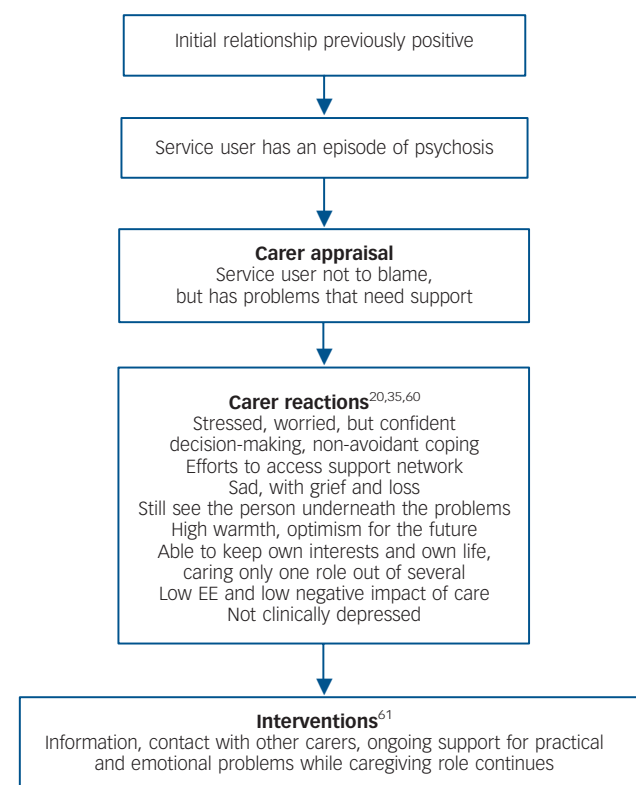 Initial relationship previously positive
Service user has an episode of psychosis
Carer appraisal
Service user not to blame,
but has problems that need support
Carer reactions20,35,60
Stressed, worried, but confident
decision-making, non-avoidant coping
Efforts to access support network
Sad, with grief and loss
Still see the person underneath the problems
High warmth, optimism for the future
Able to keep own interests and own life,
caring only one role out of several
Low EE and low negative impact of care
Not clinically depressed
Interventions61
Information, contact with other carers, ongoing support for practical
and emotional problems while caregiving role continues